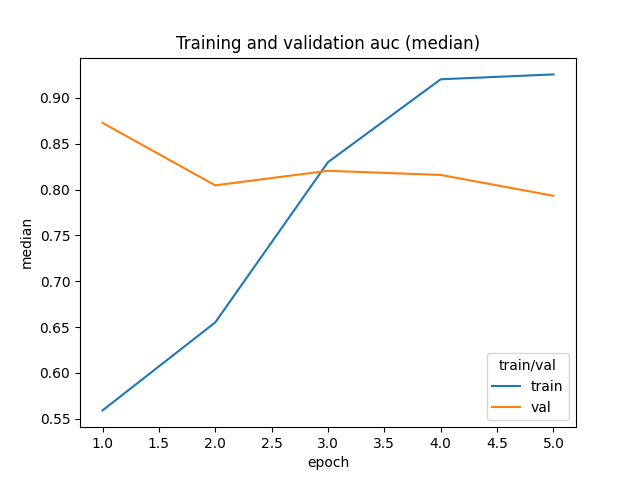 Training and validation auc (median)
median
0.90
0.85
0.80
0.75
0.70
0.65
0.60
0.55
train/val
train
val
1.0 1.5 2.0 2.5 3.0 3.5 4.0 4.5 5.0
epoch